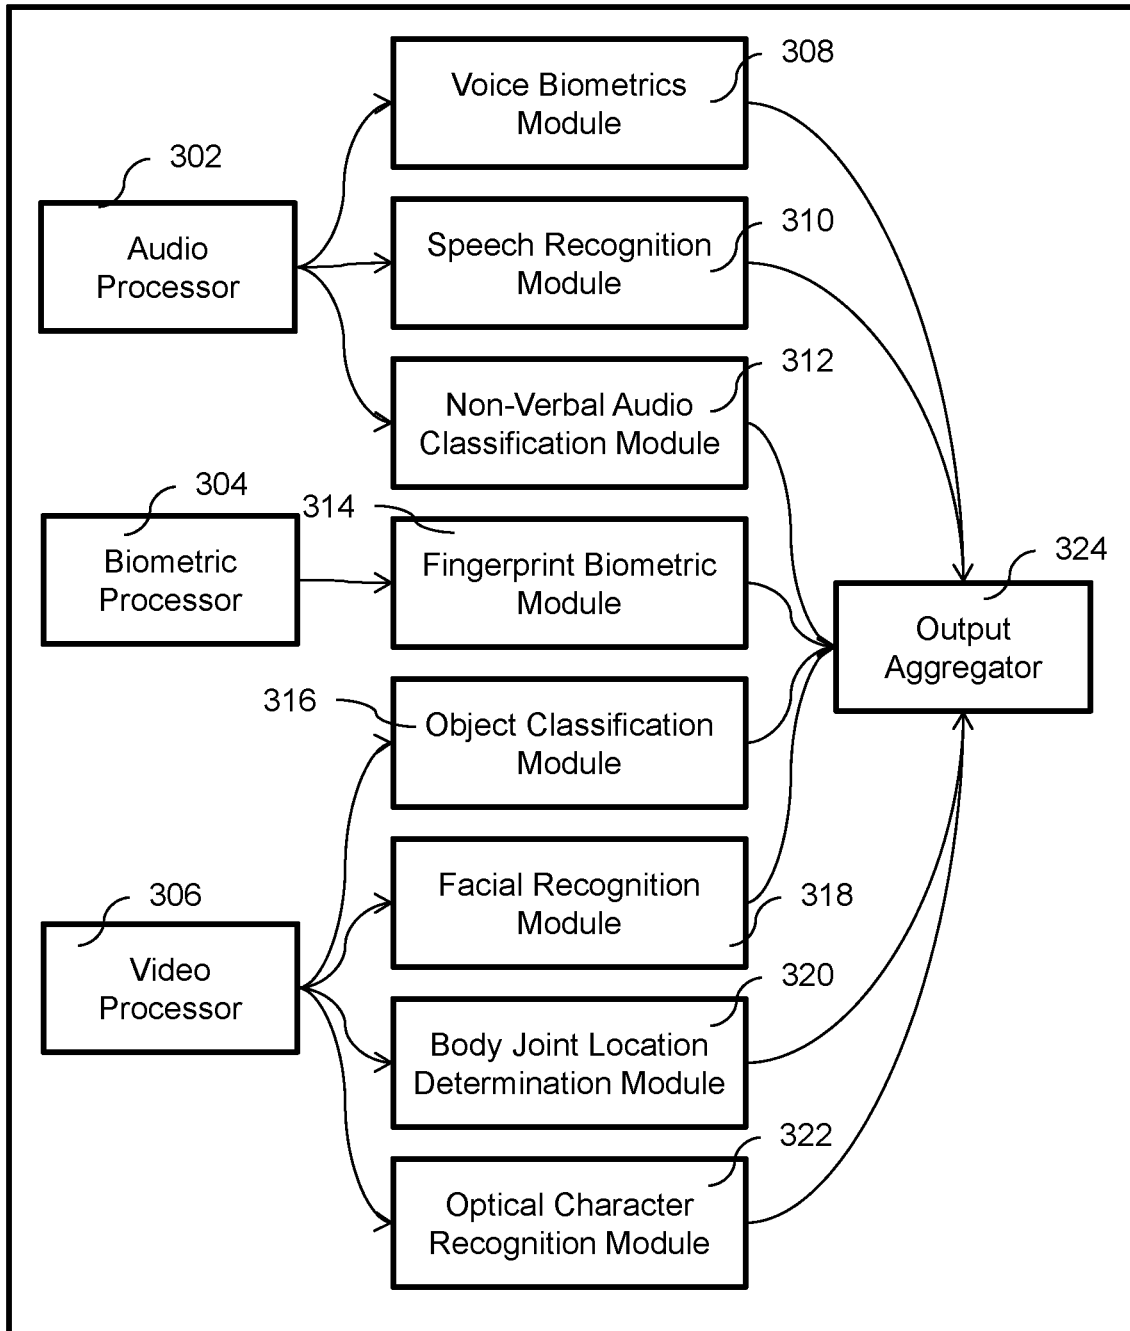 308
Voice Biometrics
Module
302
Audio
Processor
310
Speech Recognition
Module
312
Non-Verbal Audio
Classification Module
304
Biometric
Processor
314
Fingerprint Biometric
Module
324
Output
Aggregator
316
Object Classification
Module
306
Video
Processor
Facial Recognition
Module
318
320
Body Joint Location
Determination Module
322
Optical Character
Recognition Module